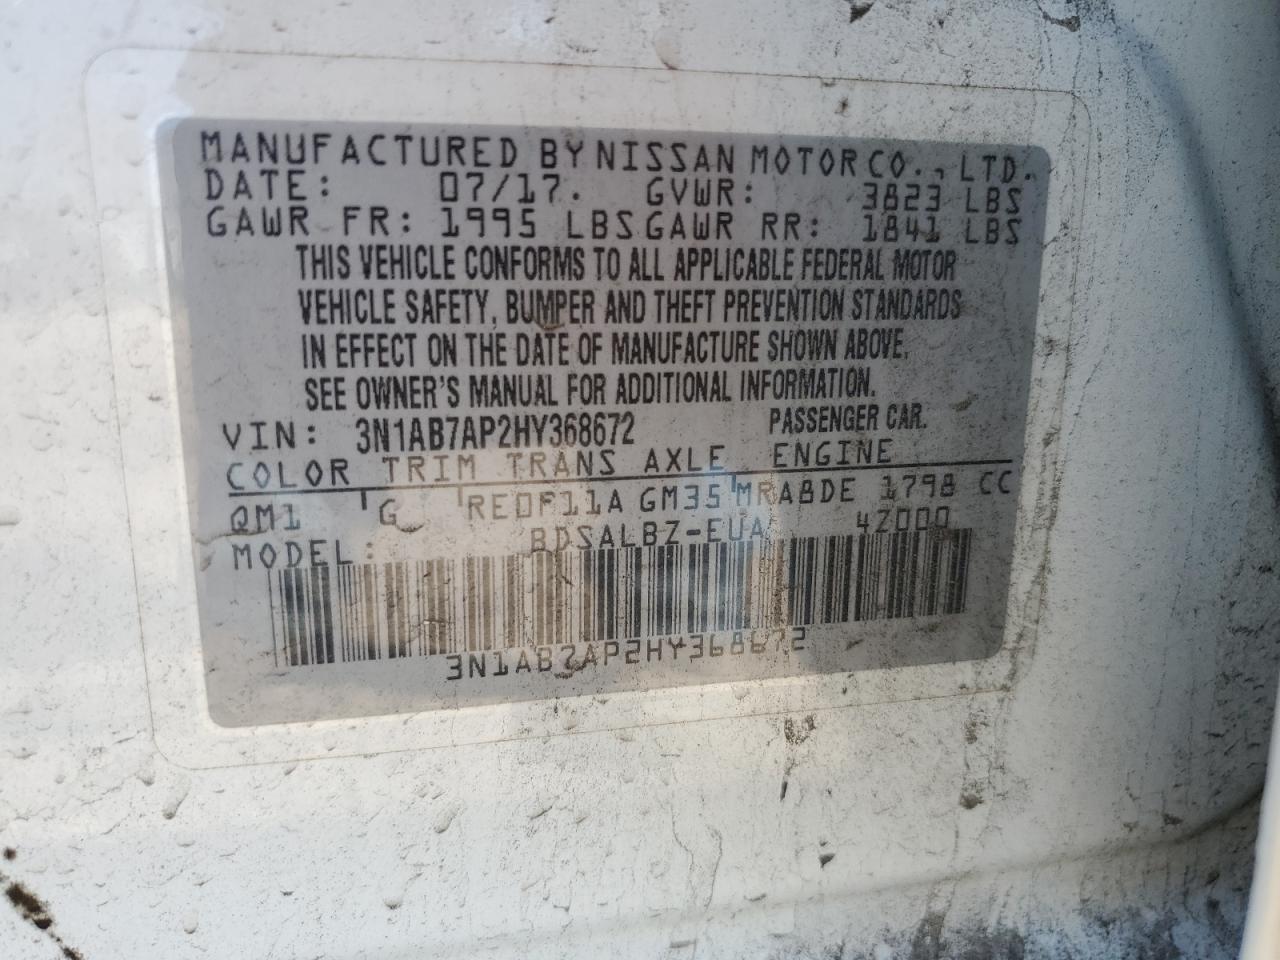 MANUFACTURED BY NISSAN MOTOR CO., LTD.
DATE: 07/17. GVWR: 3823 LBS
GAWR FR: 1995 LBS GAWR RR: 1841 LBS
THIS VEHICLE CONFORMS TO ALL APPLICABLE FEDERAL MOTOR
VEHICLE SAFETY, BUMPER AND THEFT PREVENTION STANDARDS
IN EFFECT ON THE DATE OF MANUFACTURE SHOWN ABOVE.
SEE OWNER'S MANUAL FOR ADDITIONAL INFORMATION.
VIN: 3N1AB7AP2HY368672 PASSENGER CAR.
COLOR TRIM TRANS AXLE ENGINE
QM1 G RE0F11A GM35 MRA8DE 1798 CC
MODEL: BDSALBZ-EUA 4Z000
3N1AB7AP2HY368672